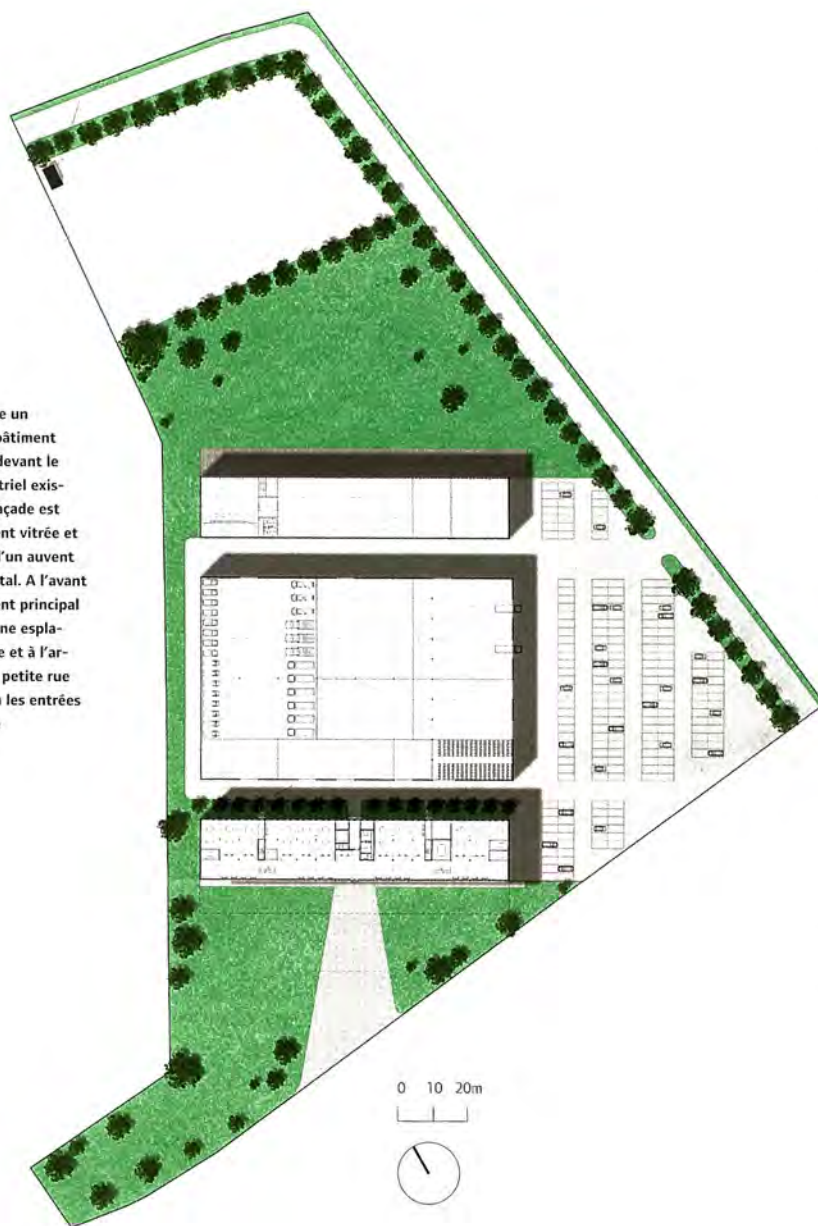 e un
bâtiment
devant le
triel exis-
açade est
nt vitrée et
d'un auvent
tal. A l'avant
nt principal
ne espla-
e et à l'ar-
petite rue
les entrées
0 10 20m